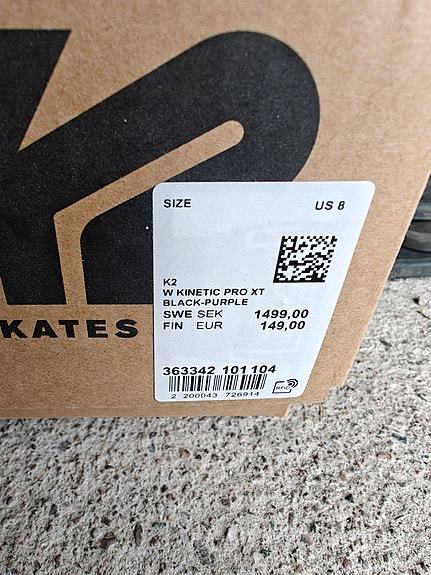 KATES
SIZE US 8
K2
W KINETIC PRO XT
BLACK-PURPLE
SWE SEK 1499,00
FIN EUR 149,00
363342 101104
2 200043 726914
RFID